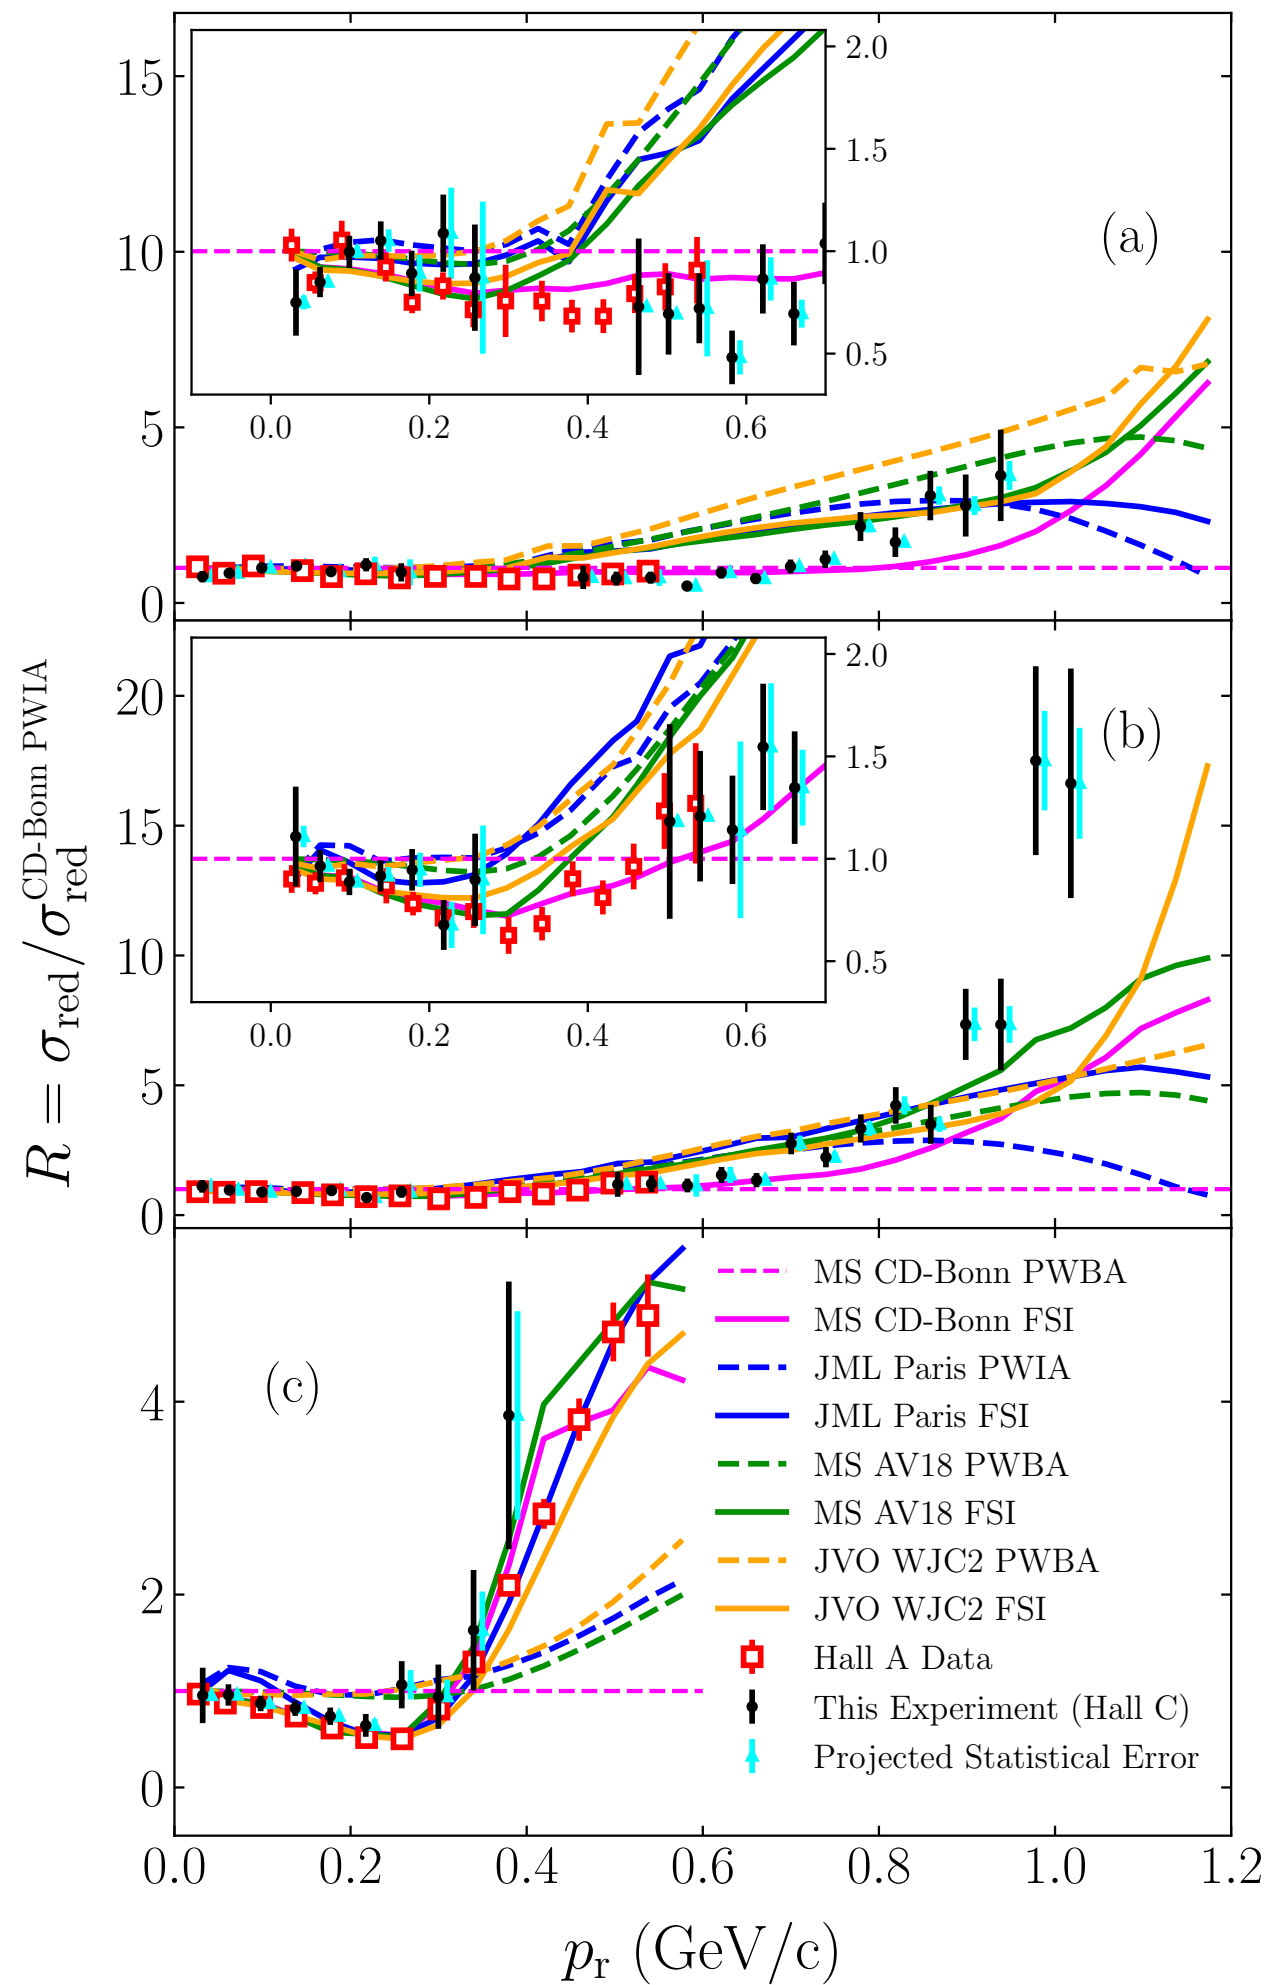 15
10
5
0
2.0
1.5
1.0
0.5
0.0 0.2 0.4 0.6
(a)
20
15
10
5
0
2.0
1.5
1.0
0.5
0.0 0.2 0.4 0.6
(b)
R = σ_red/σ_red^CD-Bonn PWIA
4
2
0
(c)
MS CD-Bonn PWBA
MS CD-Bonn FSI
JML Paris PWIA
JML Paris FSI
MS AV18 PWBA
MS AV18 FSI
JVO WJC2 PWBA
JVO WJC2 FSI
Hall A Data
This Experiment (Hall C)
Projected Statistical Error
0.0 0.2 0.4 0.6 0.8 1.0 1.2
p_r (GeV/c)